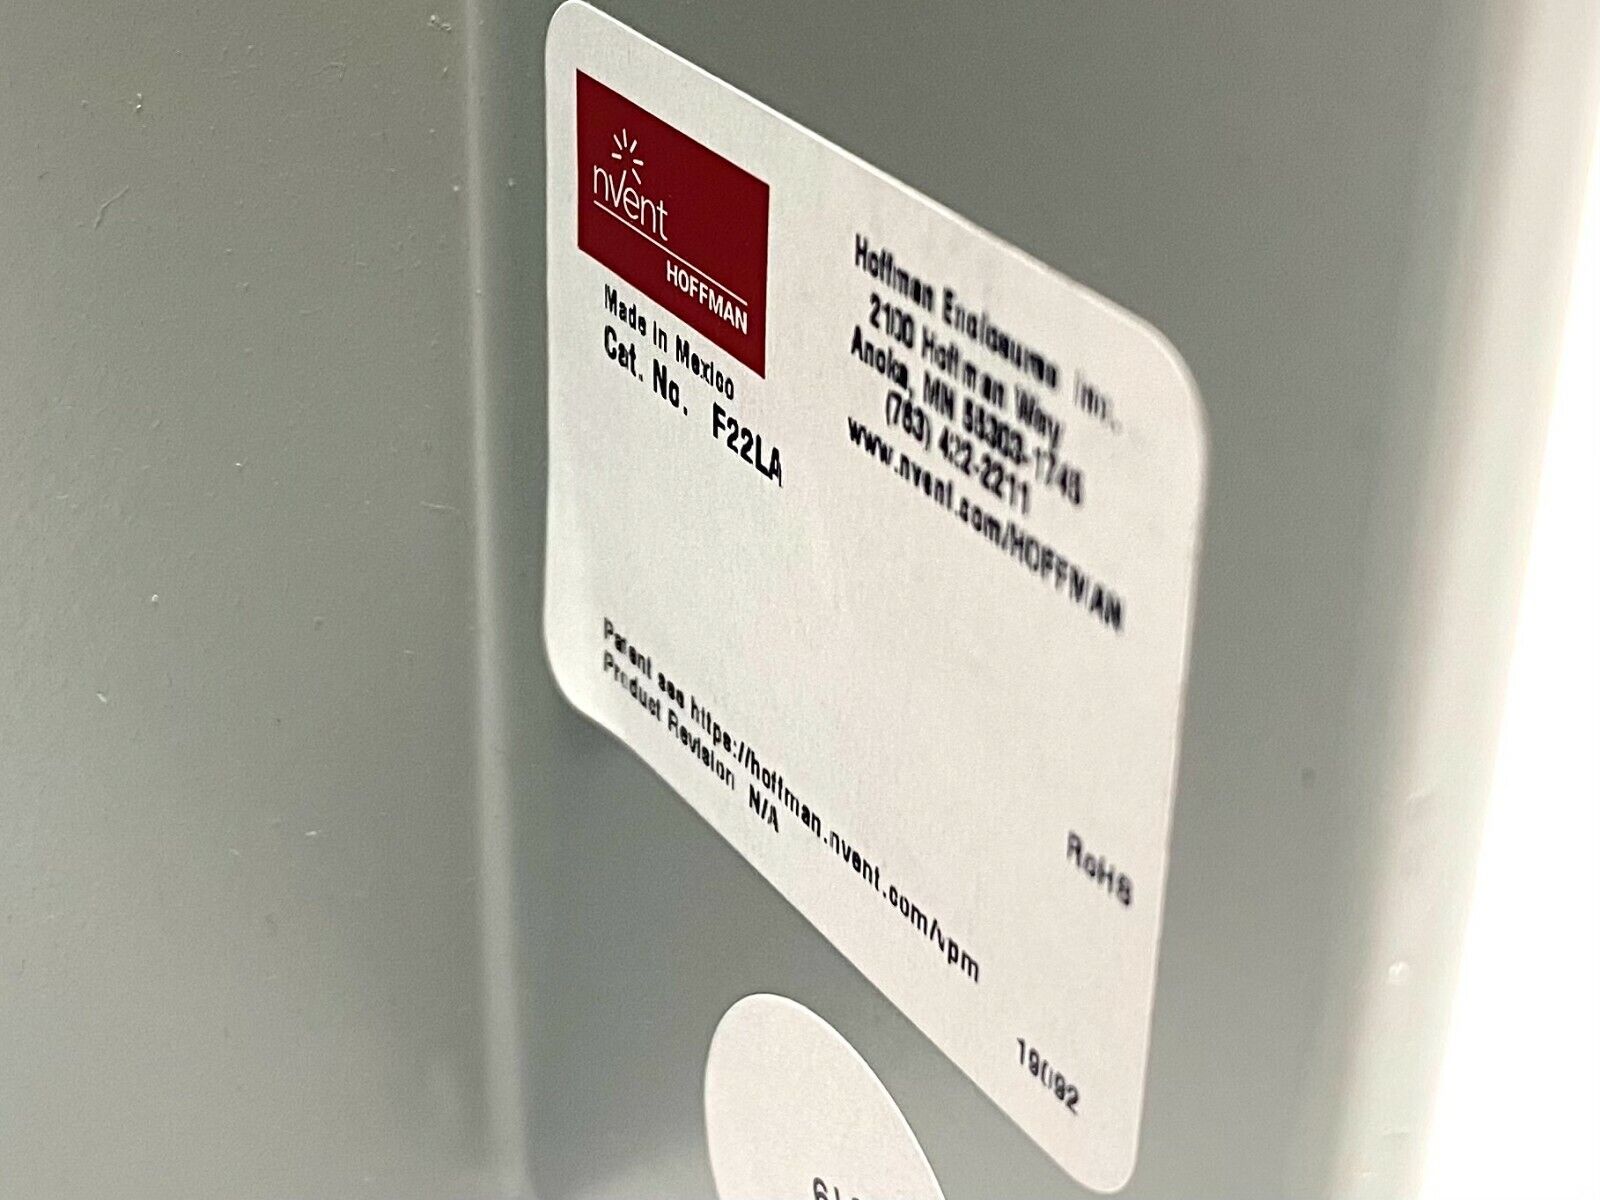 nVent
HOFFMAN
Made in Mexico
Cat. No. F22LA
Hoffman Enclosures Inc.
2100 Hoffman Way
Anoka, MN 55303-1745
(763) 422-2211
www.nvent.com/HOFFMAN
Patent see https://hoffman.nvent.com/vpm
Product Revision N/A
RoHS
19092